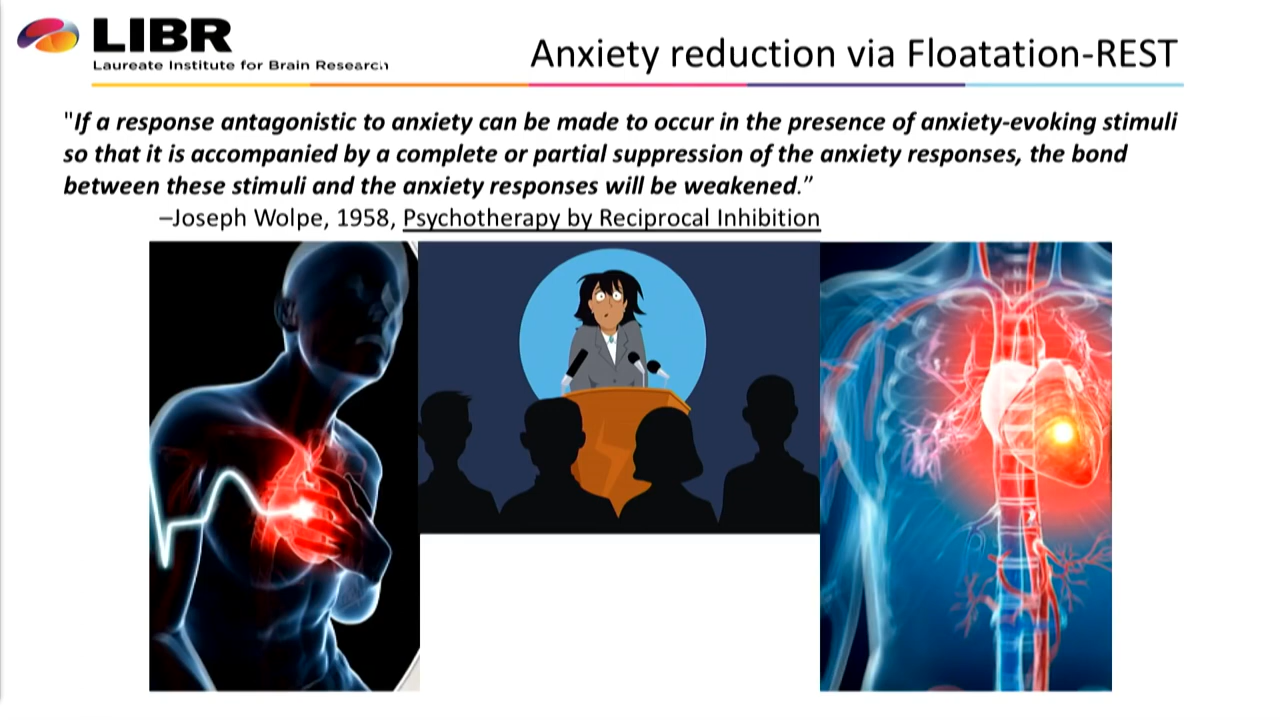 LIBR
Laureate Institute for Brain Research
Anxiety reduction via Floatation-REST
"If a response antagonistic to anxiety can be made to occur in the presence of anxiety-evoking stimuli
so that it is accompanied by a complete or partial suppression of the anxiety responses, the bond
between these stimuli and the anxiety responses will be weakened.”
–Joseph Wolpe, 1958, Psychotherapy by Reciprocal Inhibition